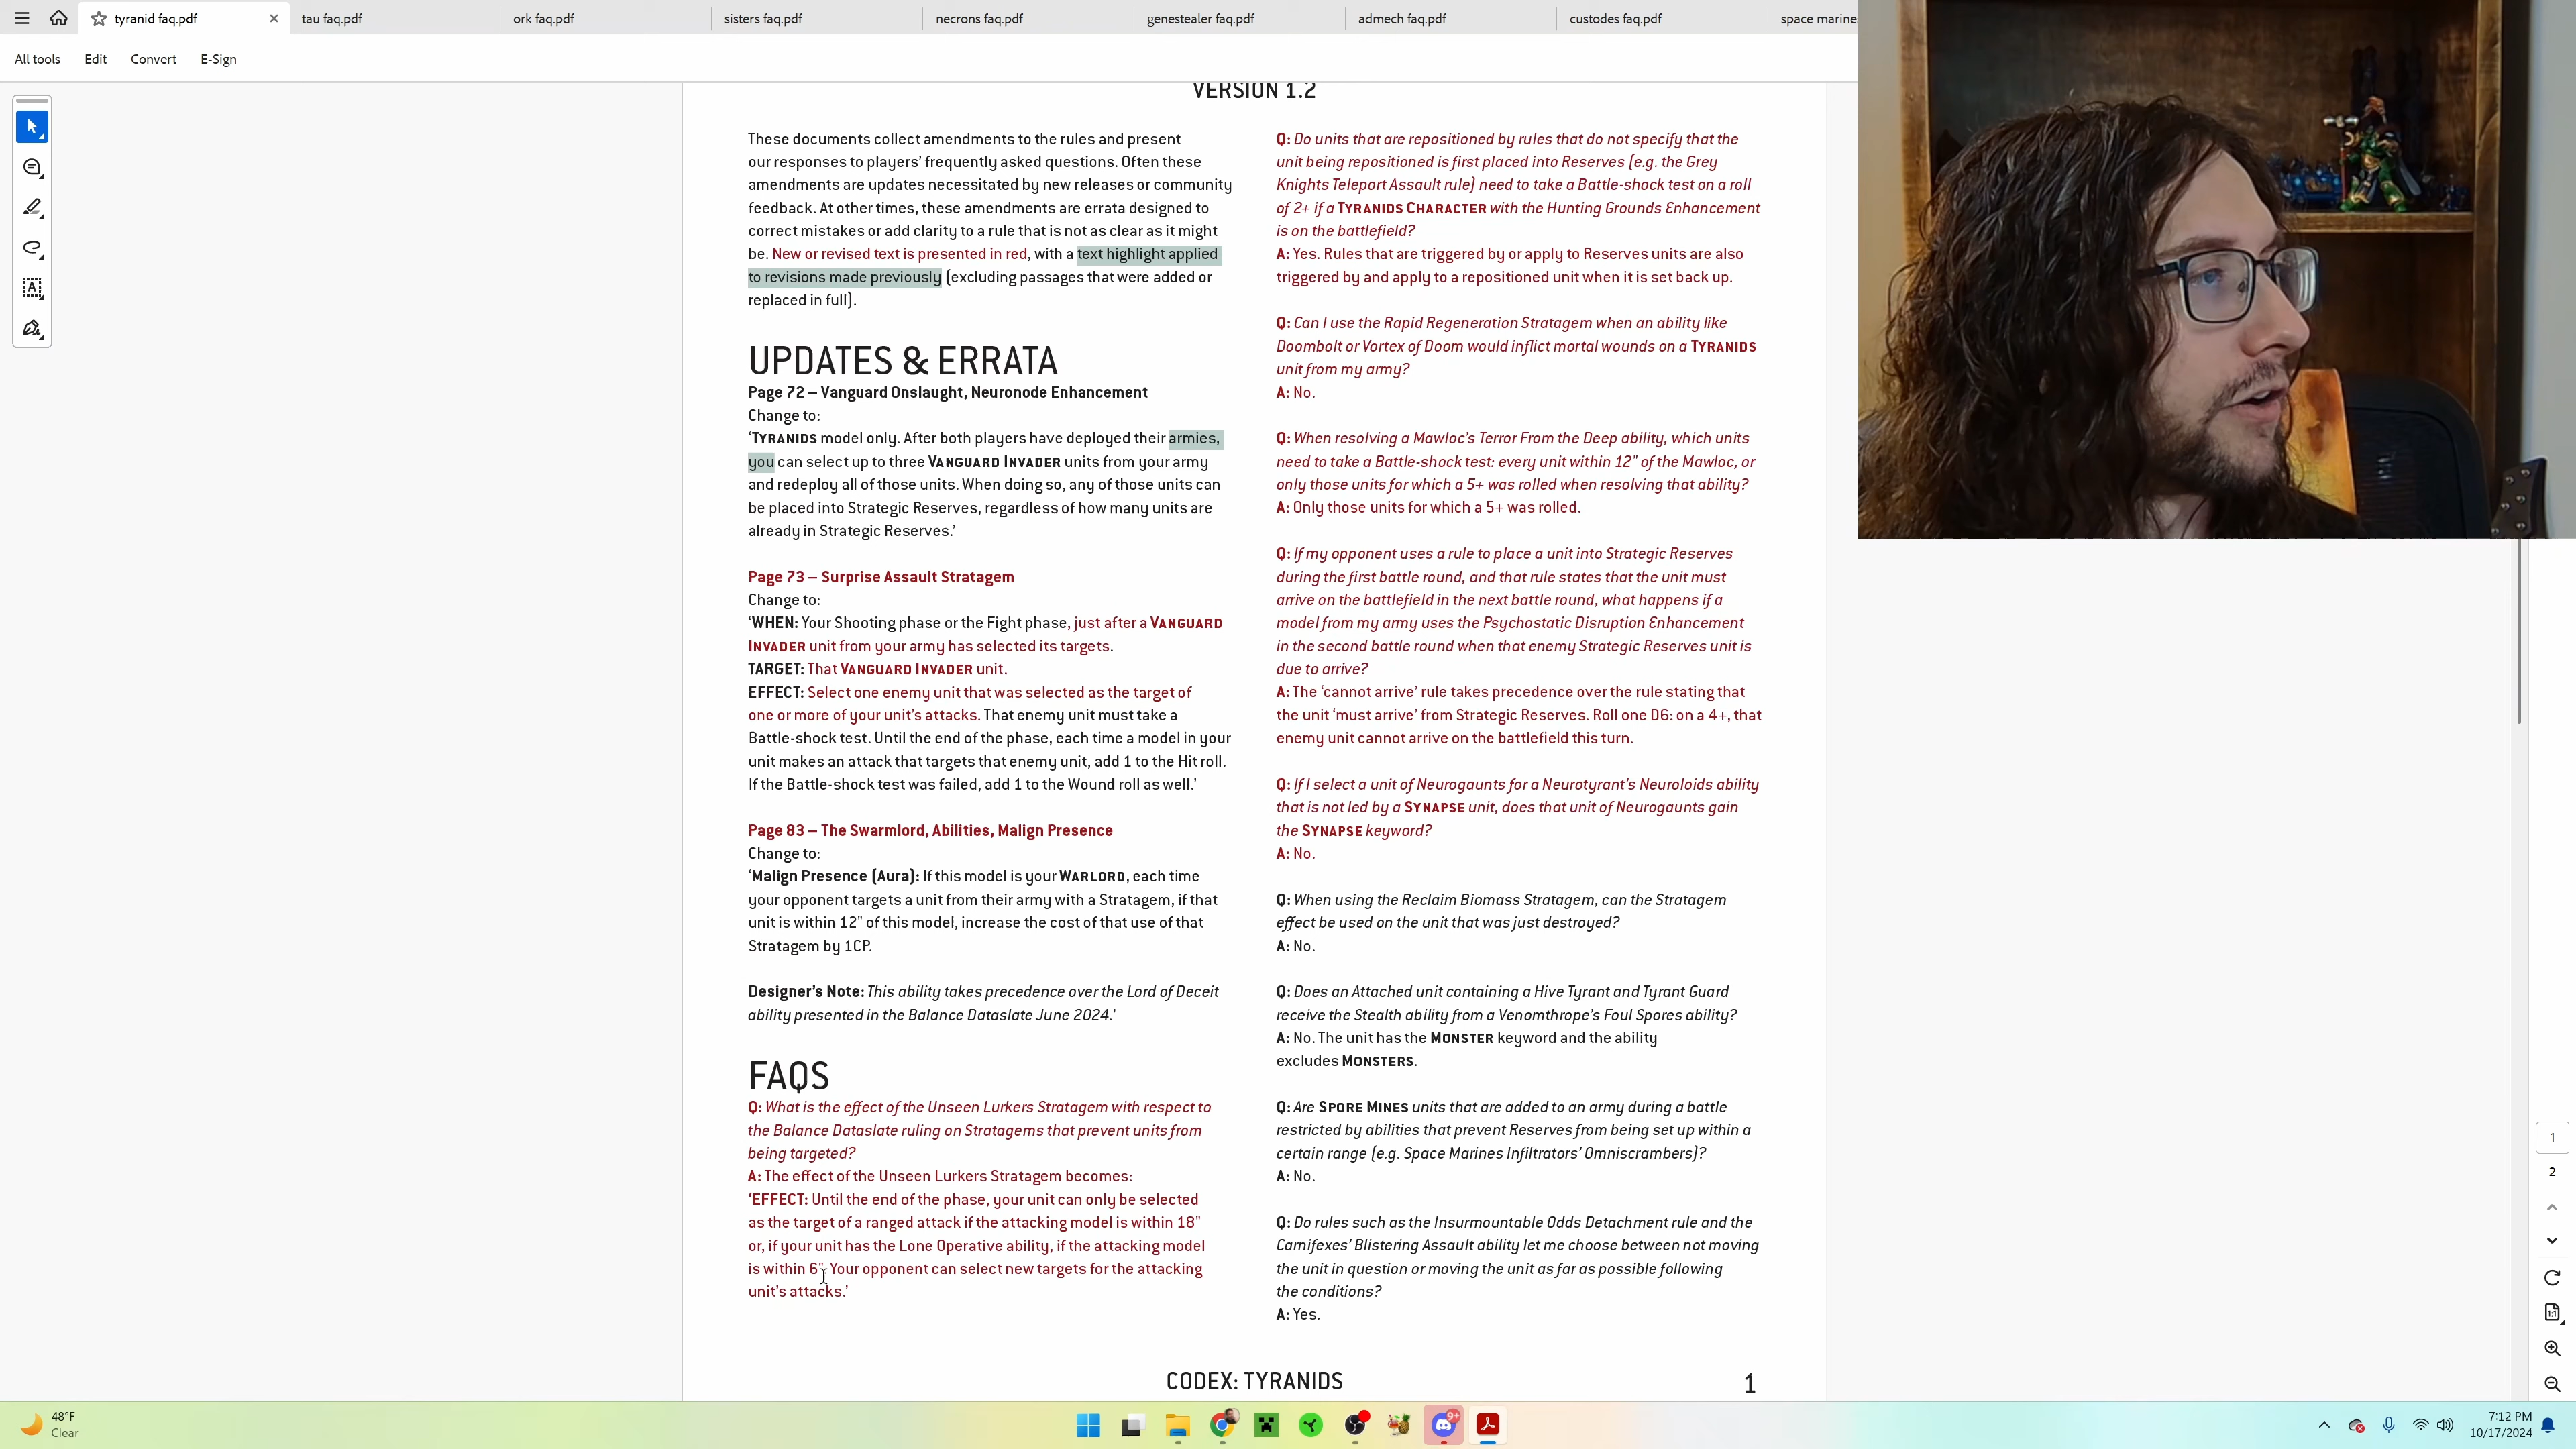 tyranid faq.pdf
tau faq.pdf
ork faq.pdf
sisters faq.pdf
necrons faq.pdf
genestealer faq.pdf
admech faq.pdf
custodes faq.pdf
space marine
All tools
Edit
Convert
E-Sign
VERSION 1.2
These documents collect amendments to the rules and present
our responses to players' frequently asked questions. Often these
amendments are updates necessitated by new releases or community
feedback. At other times, these amendments are errata designed to
correct mistakes or add clarity to a rule that is not as clear as it might
be. New or revised text is presented in red, with a text highlight applied
to revisions made previously (excluding passages that were added or
replaced in full).
UPDATES & ERRATA
Page 72 – Vanguard Onslaught, Neuronode Enhancement
Change to:
‘TYRANIDS model only. After both players have deployed their armies,
you can select up to three VANGUARD INVADER units from your army
and redeploy all of those units. When doing so, any of those units can
be placed into Strategic Reserves, regardless of how many units are
already in Strategic Reserves.’
Page 73 – Surprise Assault Stratagem
Change to:
‘WHEN: Your Shooting phase or the Fight phase, just after a VANGUARD
INVADER unit from your army has selected its targets.
TARGET: That VANGUARD INVADER unit.
EFFECT: Select one enemy unit that was selected as the target of
one or more of your unit’s attacks. That enemy unit must take a
Battle-shock test. Until the end of the phase, each time a model in your
unit makes an attack that targets that enemy unit, add 1 to the Hit roll.
If the Battle-shock test was failed, add 1 to the Wound roll as well.’
Page 83 – The Swarmlord, Abilities, Malign Presence
Change to:
‘Malign Presence (Aura): If this model is your WARLORD, each time
your opponent targets a unit from their army with a Stratagem, if that
unit is within 12" of this model, increase the cost of that use of that
Stratagem by 1CP.
Designer’s Note: This ability takes precedence over the Lord of Deceit
ability presented in the Balance Dataslate June 2024.’
FAQS
Q: What is the effect of the Unseen Lurkers Stratagem with respect to
the Balance Dataslate ruling on Stratagems that prevent units from
being targeted?
A: The effect of the Unseen Lurkers Stratagem becomes:
‘EFFECT: Until the end of the phase, your unit can only be selected
as the target of a ranged attack if the attacking model is within 18"
or, if your unit has the Lone Operative ability, if the attacking model
is within 6". Your opponent can select new targets for the attacking
unit’s attacks.’
Q: Do units that are repositioned by rules that do not specify that the
unit being repositioned is first placed into Reserves (e.g. the Grey
Knights Teleport Assault rule) need to take a Battle-shock test on a roll
of 2+ if a TYRANIDS CHARACTER with the Hunting Grounds Enhancement
is on the battlefield?
A: Yes. Rules that are triggered by or apply to Reserves units are also
triggered by and apply to a repositioned unit when it is set back up.
Q: Can I use the Rapid Regeneration Stratagem when an ability like
Doombolt or Vortex of Doom would inflict mortal wounds on a TYRANIDS
unit from my army?
A: No.
Q: When resolving a Mawloc’s Terror From the Deep ability, which units
need to take a Battle-shock test: every unit within 12" of the Mawloc, or
only those units for which a 5+ was rolled when resolving that ability?
A: Only those units for which a 5+ was rolled.
Q: If my opponent uses a rule to place a unit into Strategic Reserves
during the first battle round, and that rule states that the unit must
arrive on the battlefield in the next battle round, what happens if a
model from my army uses the Psychostatic Disruption Enhancement
in the second battle round when that enemy Strategic Reserves unit is
due to arrive?
A: The ‘cannot arrive’ rule takes precedence over the rule stating that
the unit ‘must arrive’ from Strategic Reserves. Roll one D6: on a 4+, that
enemy unit cannot arrive on the battlefield this turn.
Q: If I select a unit of Neurogaunts for a Neurotyrant’s Neuroloids ability
that is not led by a SYNAPSE unit, does that unit of Neurogaunts gain
the SYNAPSE keyword?
A: No.
Q: When using the Reclaim Biomass Stratagem, can the Stratagem
effect be used on the unit that was just destroyed?
A: No.
Q: Does an Attached unit containing a Hive Tyrant and Tyrant Guard
receive the Stealth ability from a Venomthrope’s Foul Spores ability?
A: No. The unit has the MONSTER keyword and the ability
excludes MONSTERS.
Q: Are SPORE MINES units that are added to an army during a battle
restricted by abilities that prevent Reserves from being set up within a
certain range (e.g. Space Marines Infiltrators’ Omniscrambers)?
A: No.
Q: Do rules such as the Insurmountable Odds Detachment rule and the
Carnifexes’ Blistering Assault ability let me choose between not moving
the unit in question or moving the unit as far as possible following
the conditions?
A: Yes.
CODEX: TYRANIDS
1
1
2
48°F
Clear
9+
7:12 PM
10/17/2024